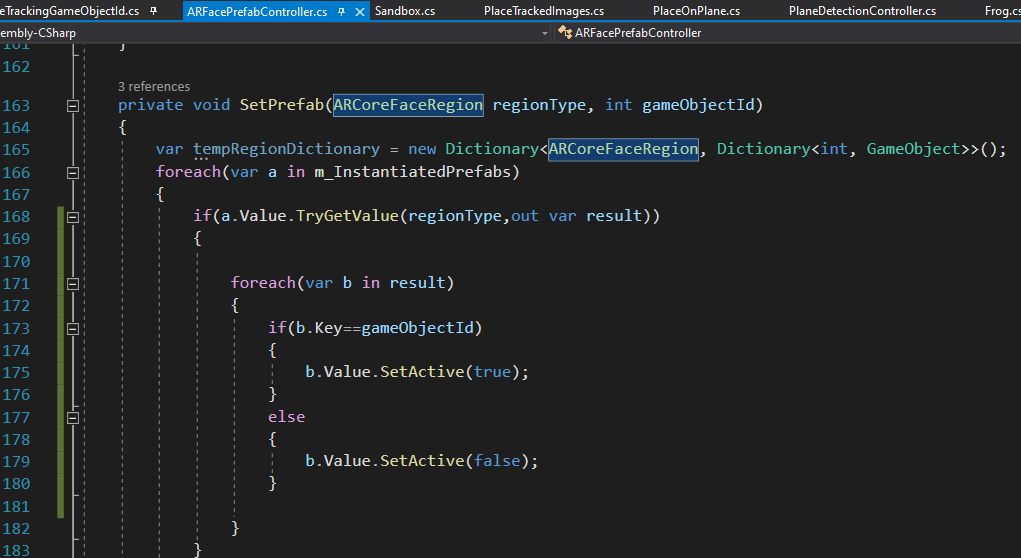 eTrackingGameObjectId.cs ARFacePrefabController.cs Sandbox.cs PlaceTrackedImages.cs PlaceOnPlane.cs PlaneDetectionController.cs Frog.cs
embly-CSharp ARFacePrefabController
161 }
162
3 references
163 private void SetPrefab(ARCoreFaceRegion regionType, int gameObjectId)
164 {
165 var tempRegionDictionary = new Dictionary<ARCoreFaceRegion, Dictionary<int, GameObject>>();
166 foreach(var a in m_InstantiatedPrefabs)
167 {
168 if(a.Value.TryGetValue(regionType,out var result))
169 {
170
171 foreach(var b in result)
172 {
173 if(b.Key==gameObjectId)
174 {
175 b.Value.SetActive(true);
176 }
177 else
178 {
179 b.Value.SetActive(false);
180 }
181
182 }
183 }